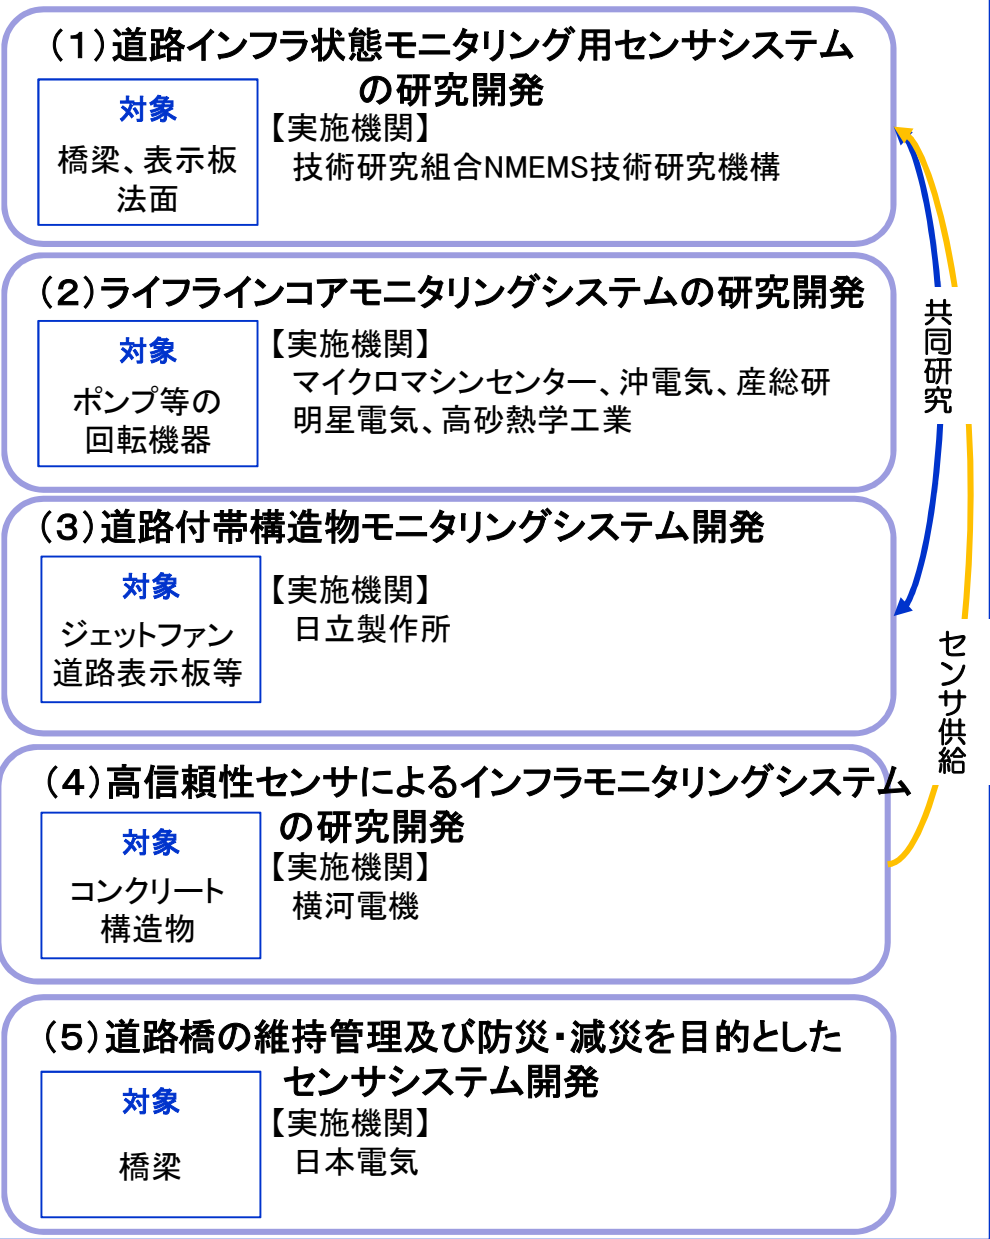 （１）道路インフラ状態モニタリング用センサシステム
の研究開発
対象
橋梁、表示板
法面
【実施機関】
技術研究組合NMEMS技術研究機構
（２）ライフラインコアモニタリングシステムの研究開発
対象
ポンプ等の
回転機器
【実施機関】
マイクロマシンセンター、沖電気、産総研
明星電気、高砂熱学工業
（３）道路付帯構造物モニタリングシステム開発
対象
ジェットファン
道路表示板等
【実施機関】
日立製作所
（４）高信頼性センサによるインフラモニタリングシステム
の研究開発
対象
コンクリート
構造物
【実施機関】
横河電機
（５）道路橋の維持管理及び防災・減災を目的とした
センサシステム開発
対象
橋梁
【実施機関】
日本電気
共同研究
センサ供給